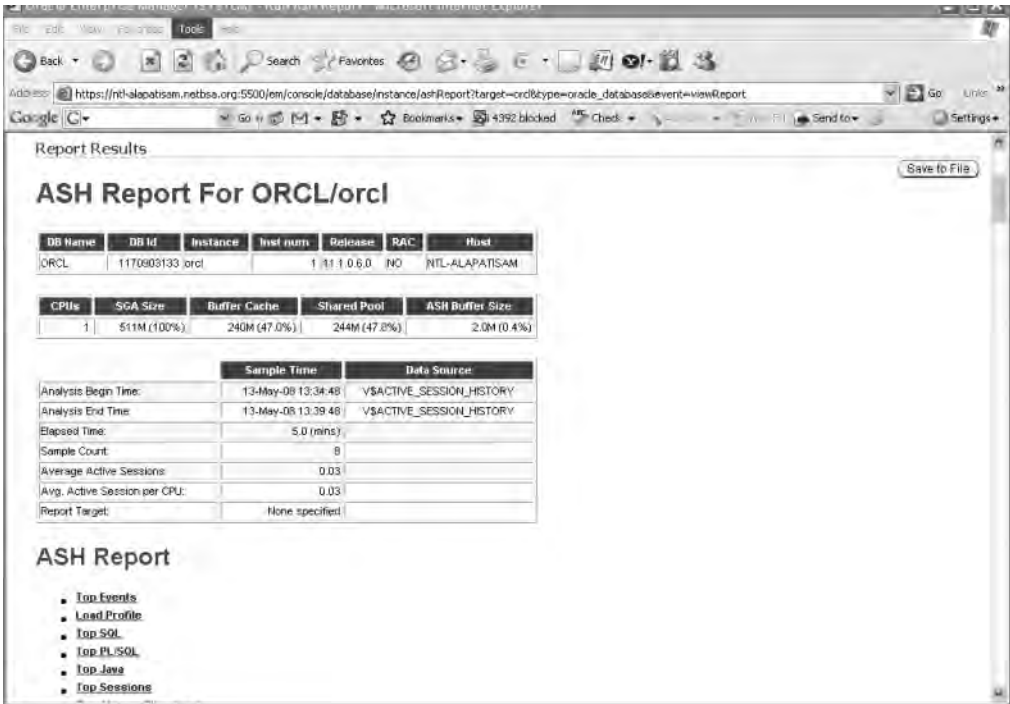 Tools
Back
Search
Favorites
Address
https://ntl-alapatisam.netbsa.org:5500/em/console/database/instance/ashReport?target=orcl&type=oracle_database&event=viewReport
Go
Links
Google
Go
Bookmarks
4392 blocked
Check
Send to
Settings
Report Results
Save to File
ASH Report For ORCL/orcl
DB Name DB Id Instance Inst num Release RAC Host
ORCL 1170903133 orcl 1 11.1.0.6.0 NO NTL-ALAPATISAM
CPUs SGA Size Buffer Cache Shared Pool ASH Buffer Size
1 511M (100%) 240M (47.0%) 244M (47.8%) 2.0M (0.4%)
Sample Time Data Source
Analysis Begin Time: 13-May-08 13:34:48 V$ACTIVE_SESSION_HISTORY
Analysis End Time: 13-May-08 13:39:48 V$ACTIVE_SESSION_HISTORY
Elapsed Time: 5.0 (mins)
Sample Count: 8
Average Active Sessions: 0.03
Avg. Active Session per CPU: 0.03
Report Target: None specified
ASH Report
Top Events
Load Profile
Top SQL
Top PL/SQL
Top Java
Top Sessions